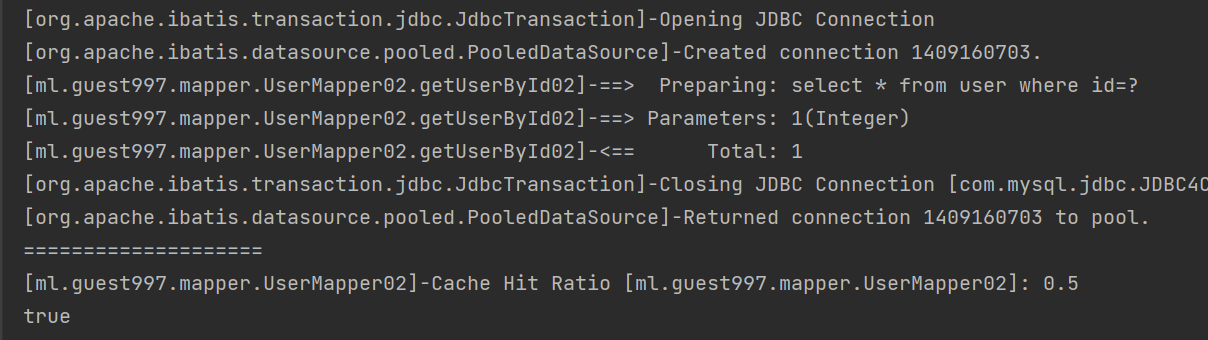 [org.apache.ibatis.transaction.jdbc.JdbcTransaction]-Opening JDBC Connection
[org.apache.ibatis.datasource.pooled.PooledDataSource]-Created connection 1409160703.
[ml.guest997.mapper.UserMapper02.getUserById02]-==>  Preparing: select * from user where id=?
[ml.guest997.mapper.UserMapper02.getUserById02]-==> Parameters: 1(Integer)
[ml.guest997.mapper.UserMapper02.getUserById02]-<==      Total: 1
[org.apache.ibatis.transaction.jdbc.JdbcTransaction]-Closing JDBC Connection [com.mysql.jdbc.JDBC4C
[org.apache.ibatis.datasource.pooled.PooledDataSource]-Returned connection 1409160703 to pool.
====================
[ml.guest997.mapper.UserMapper02]-Cache Hit Ratio [ml.guest997.mapper.UserMapper02]: 0.5
true